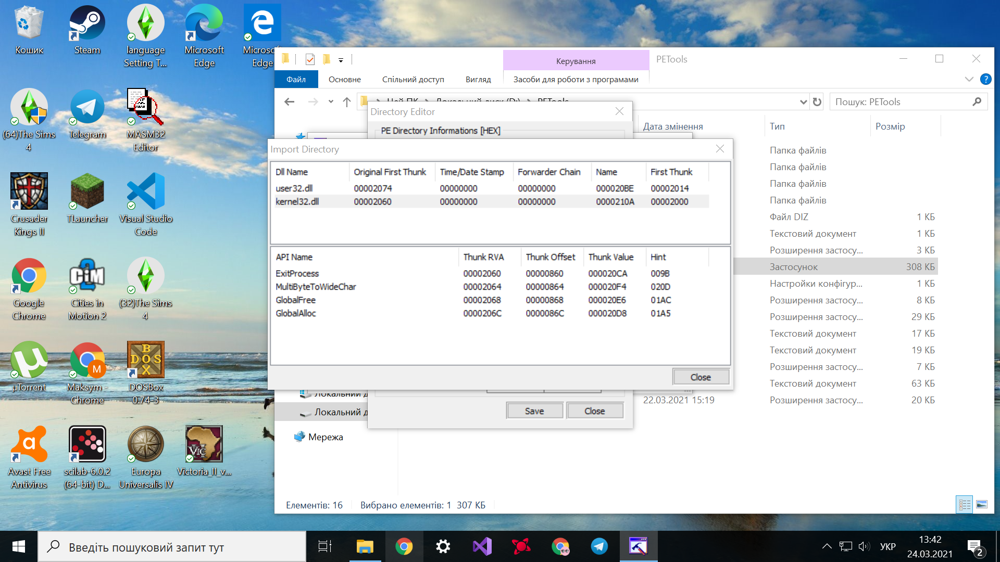 Кошик
Steam
language
Setting T...
Microsoft
Edge
Microsof
Edge
(64)The Sims
4
Telegram
MASM32
Editor
Crusader
Kings II
TLauncher
Visual Studio
Code
Google
Chrome
Cities in
Motion 2
(32)The Sims
4
µTorrent
Maksym -
Chrome
DOSBox
0.74-3
Avast Free
Antivirus
scilab-6.0.2
(64-bit) D...
Europa
Universalis IV
Victoria_II_v...
Керування
PETools
Файл
Основне
Спільний доступ
Вигляд
Засоби для роботи з програмами
Цей ПК
Локальний диск (D:)
PETools
Пошук: PETools
Дата змінення
Тип
Розмір
Папка файлів
Папка файлів
Папка файлів
Папка файлів
Файл DIZ 1 КБ
Текстовий документ 1 КБ
Розширення застосу... 3 КБ
Застосунок 308 КБ
Настройки конфігур... 1 КБ
Розширення застосу... 8 КБ
Розширення застосу... 29 КБ
Текстовий документ 17 КБ
Текстовий документ 19 КБ
Розширення застосу... 7 КБ
Текстовий документ 63 КБ
22.03.2021 15:19 Розширення застосу... 20 КБ
Directory Editor
PE Directory Informations [HEX]
Import Directory
Dll Name Original First Thunk Time/Date Stamp Forwarder Chain Name First Thunk
user32.dll 00002074 00000000 00000000 000020BE 00002014
kernel32.dll 00002060 00000000 00000000 0000210A 00002000
API Name Thunk RVA Thunk Offset Thunk Value Hint
ExitProcess 00002060 00000860 000020CA 009B
MultiByteToWideChar 00002064 00000864 000020F4 020D
GlobalFree 00002068 00000868 000020E6 01AC
GlobalAlloc 0000206C 0000086C 000020D8 01A5
Close
Save
Close
Локальний д
Локальний д
Мережа
Елементів: 16
Вибрано елементів: 1 307 КБ
Введіть пошуковий запит тут
УКР
13:42
24.03.2021
2